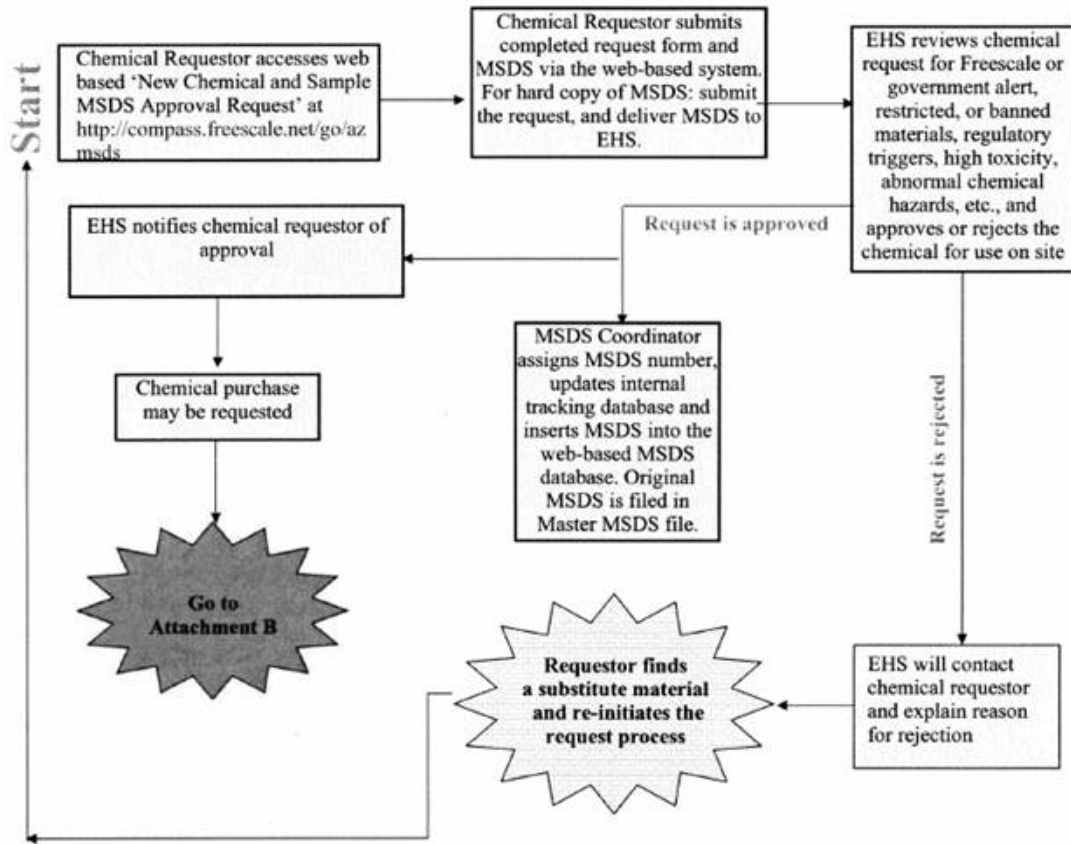 Start
Chemical Requestor accesses web
based ‘New Chemical and Sample
MSDS Approval Request’ at
http://compass.freescale.net/go/az
msds
Chemical Requestor submits
completed request form and
MSDS via the web-based system.
For hard copy of MSDS: submit
the request, and deliver MSDS to
EHS.
EHS reviews chemical
request for Freescale or
government alert,
restricted, or banned
materials, regulatory
triggers, high toxicity,
abnormal chemical
hazards, etc., and
approves or rejects the
chemical for use on site
Request is approved
EHS notifies chemical requestor of
approval
MSDS Coordinator
assigns MSDS number,
updates internal
tracking database and
inserts MSDS into the
web-based MSDS
database. Original
MSDS is filed in
Master MSDS file.
Chemical purchase
may be requested
Go to
Attachment B
Request is rejected
EHS will contact
chemical requestor
and explain reason
for rejection
Requestor finds
a substitute material
and re-initiates the
request process